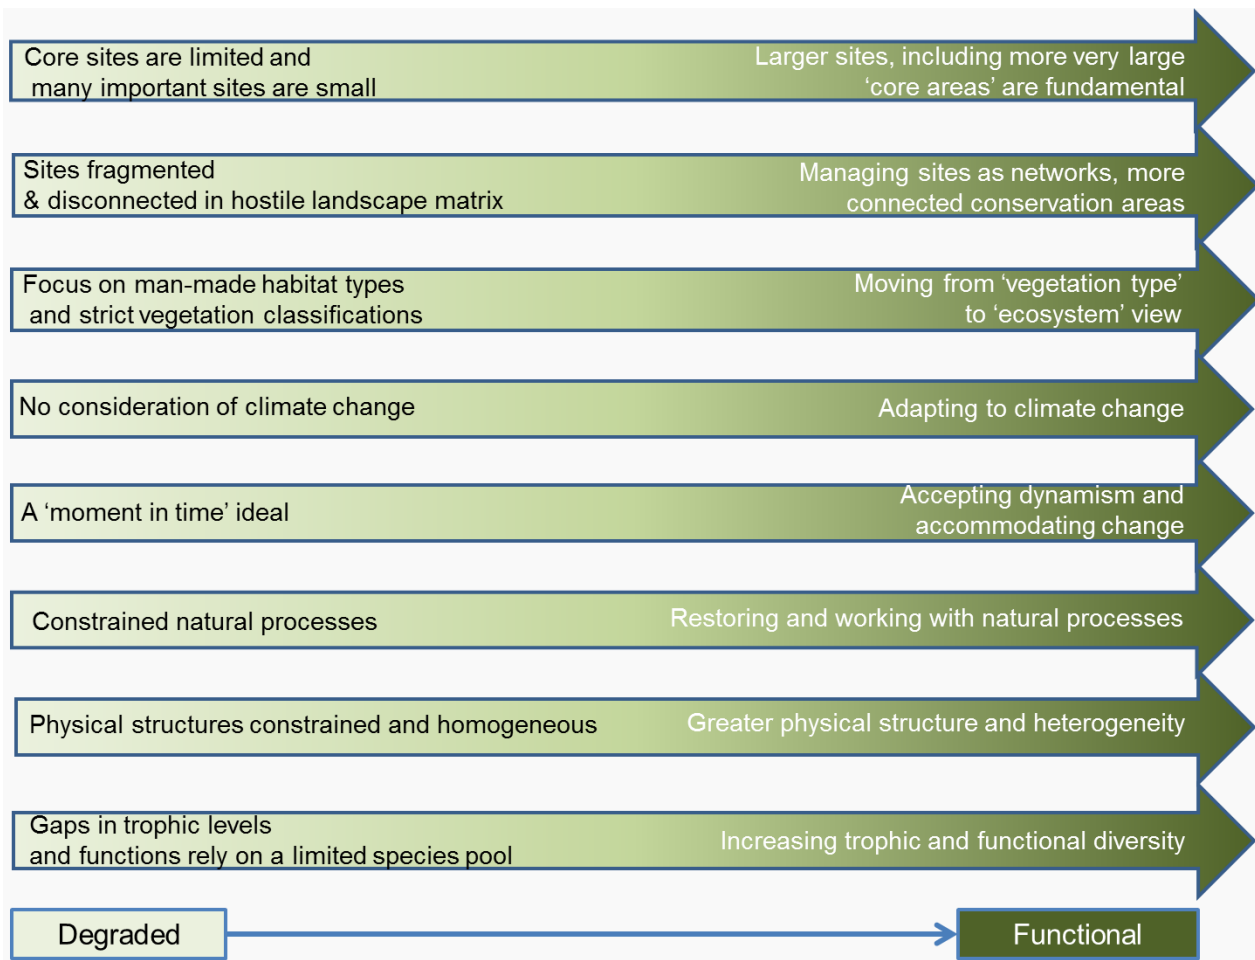 Core sites are limited and
many important sites are small
Larger sites, including more very large
‘core areas’ are fundamental
Sites fragmented
& disconnected in hostile landscape matrix
Managing sites as networks, more
connected conservation areas
Focus on man-made habitat types
and strict vegetation classifications
Moving from ‘vegetation type’
to ‘ecosystem’ view
No consideration of climate change
Adapting to climate change
A ‘moment in time’ ideal
Accepting dynamism and
accommodating change
Constrained natural processes
Restoring and working with natural processes
Physical structures constrained and homogeneous
Greater physical structure and heterogeneity
Gaps in trophic levels
and functions rely on a limited species pool
Increasing trophic and functional diversity
Degraded
Functional